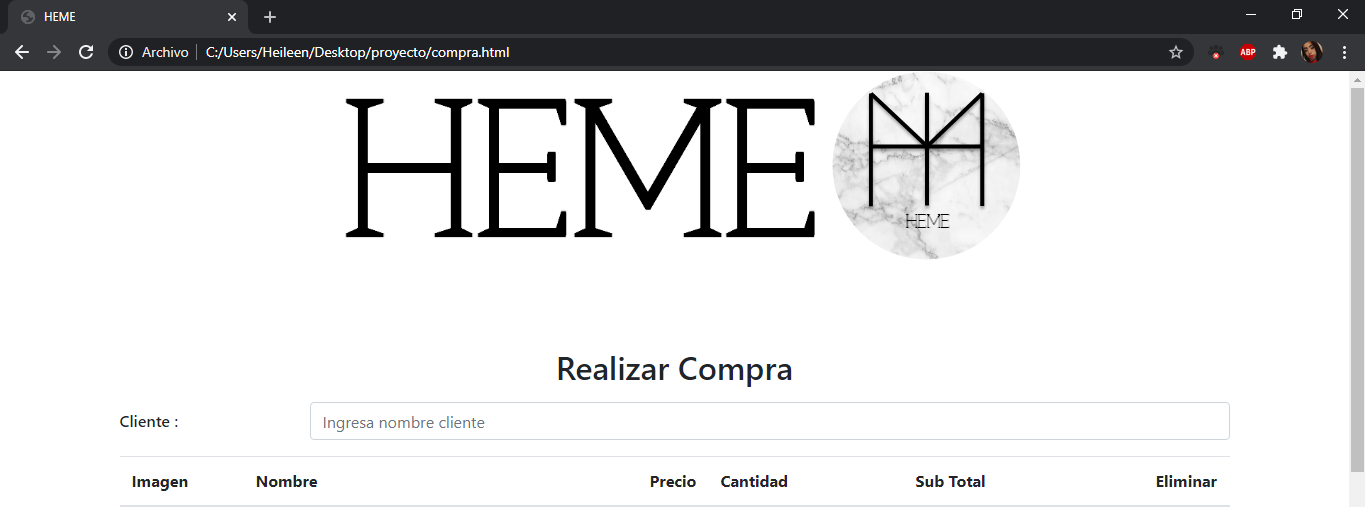 HEME
Archivo C:/Users/Heileen/Desktop/proyecto/compra.html
ABP
HEME
HEME
Realizar Compra
Cliente :
Ingresa nombre cliente
Imagen Nombre Precio Cantidad Sub Total Eliminar